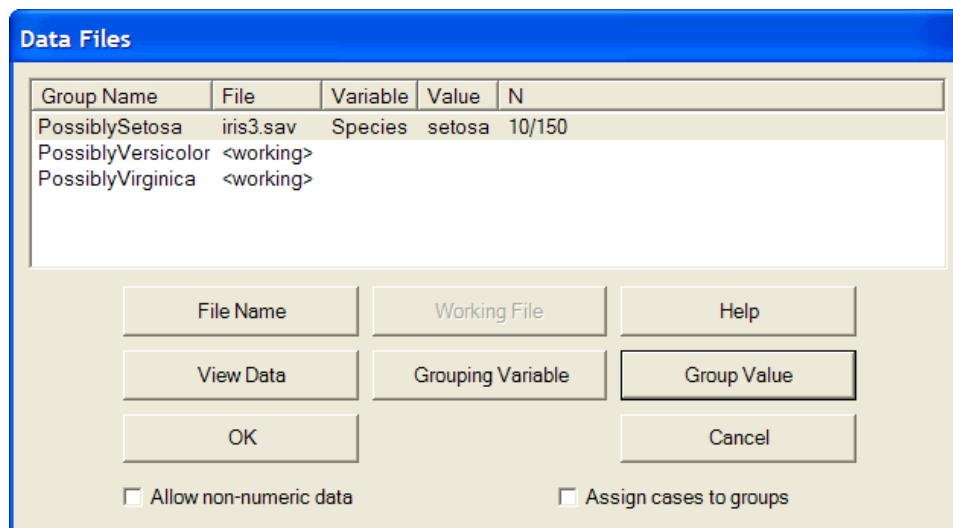 Data Files
Group Name File Variable Value N
PossiblySetosa iris3.sav Species setosa 10/150
PossiblyVersicolor <working>
PossiblyVirginica <working>
File Name Working File Help
View Data Grouping Variable Group Value
OK Cancel
Allow non-numeric data Assign cases to groups